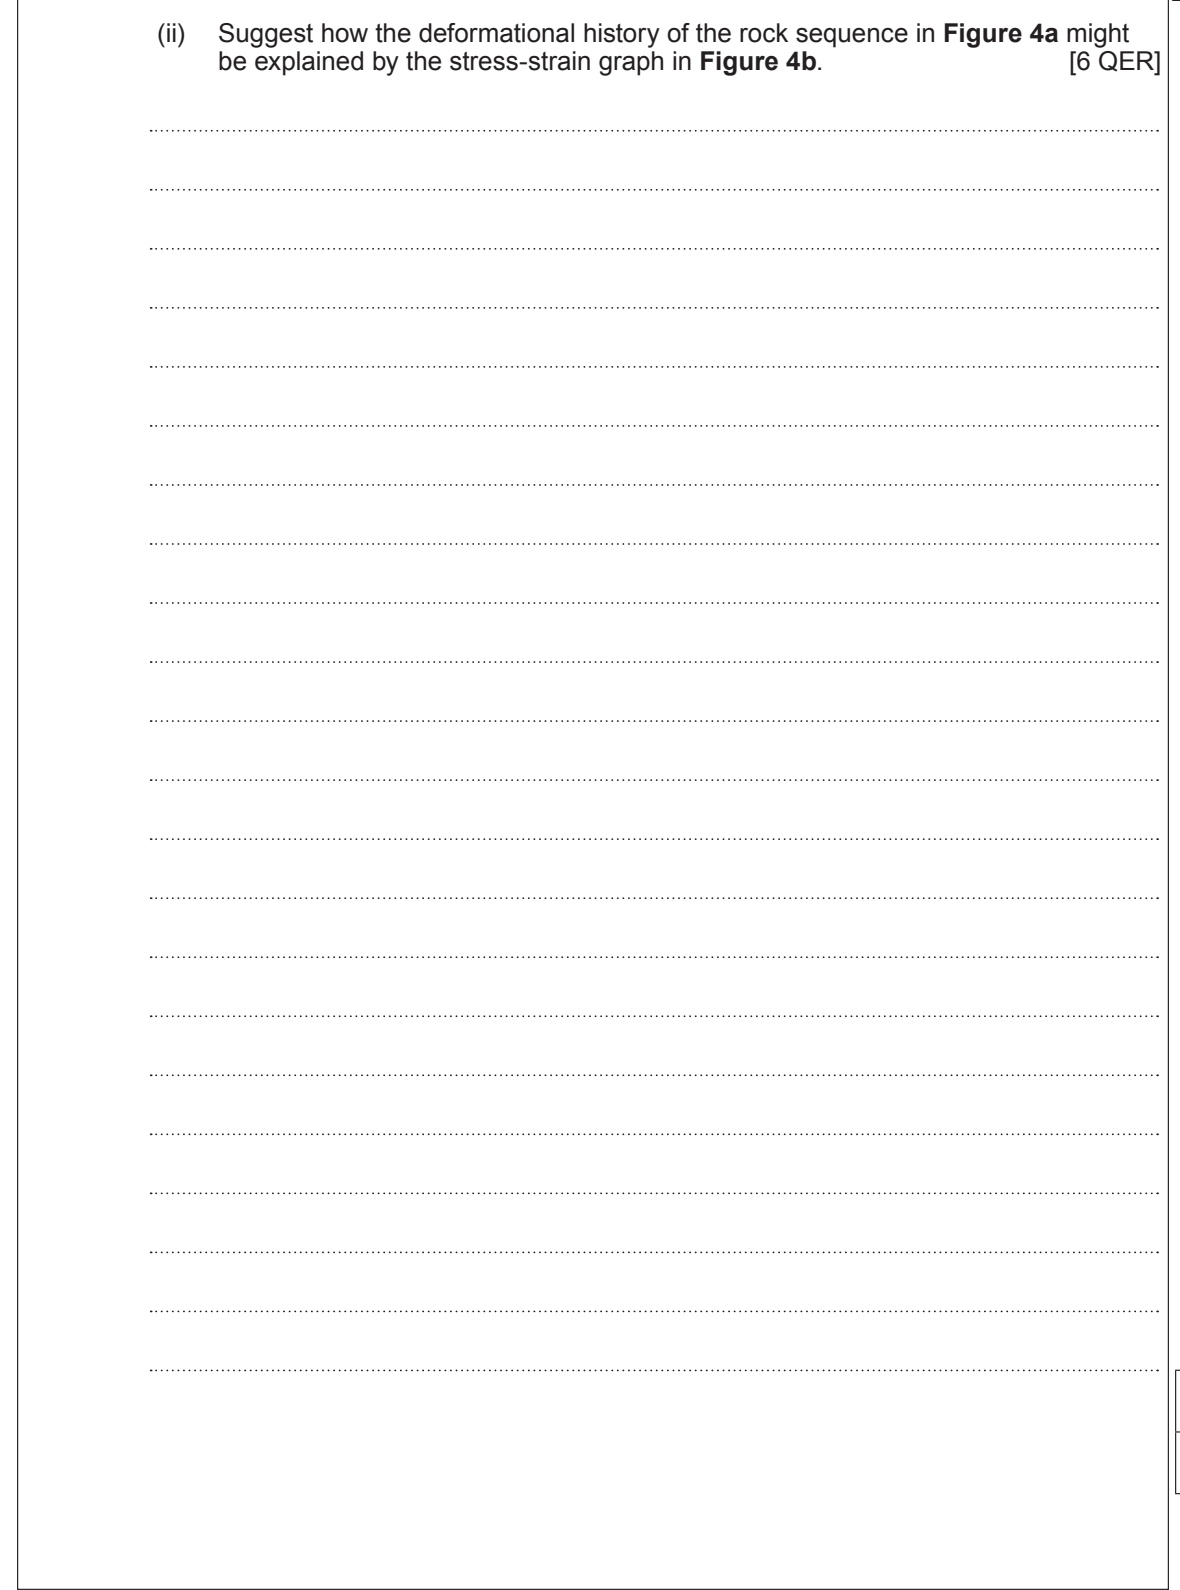 (ii) Suggest how the deformational history of the rock sequence in Figure 4a might
be explained by the stress-strain graph in Figure 4b. [6 QER]